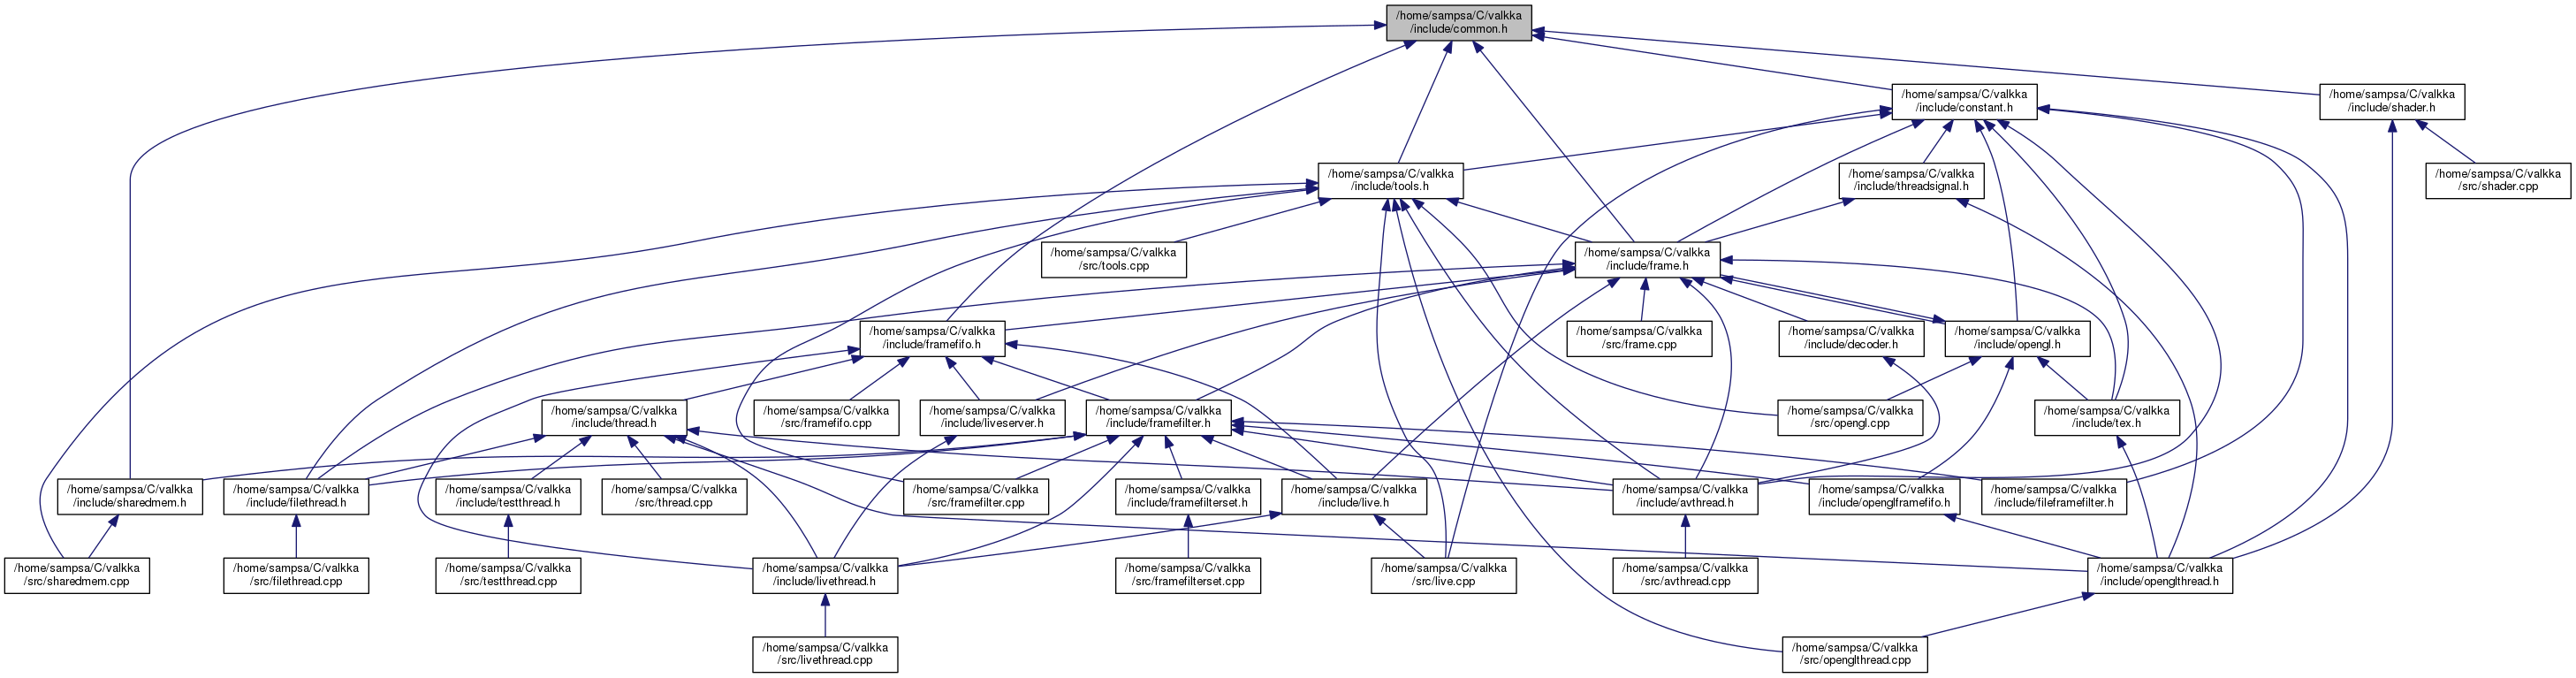 /home/sampsa/C/valkka
/include/common.h
/home/sampsa/C/valkka
/include/constant.h
/home/sampsa/C/valkka
/include/shader.h
/home/sampsa/C/valkka
/include/tools.h
/home/sampsa/C/valkka
/include/threadsignal.h
/home/sampsa/C/valkka
/src/shader.cpp
/home/sampsa/C/valkka
/src/tools.cpp
/home/sampsa/C/valkka
/include/frame.h
/home/sampsa/C/valkka
/include/framefifo.h
/home/sampsa/C/valkka
/src/frame.cpp
/home/sampsa/C/valkka
/include/decoder.h
/home/sampsa/C/valkka
/include/opengl.h
/home/sampsa/C/valkka
/include/thread.h
/home/sampsa/C/valkka
/src/framefifo.cpp
/home/sampsa/C/valkka
/include/liveserver.h
/home/sampsa/C/valkka
/include/framefilter.h
/home/sampsa/C/valkka
/src/opengl.cpp
/home/sampsa/C/valkka
/include/tex.h
/home/sampsa/C/valkka
/include/sharedmem.h
/home/sampsa/C/valkka
/include/filethread.h
/home/sampsa/C/valkka
/include/testthread.h
/home/sampsa/C/valkka
/src/thread.cpp
/home/sampsa/C/valkka
/src/framefilter.cpp
/home/sampsa/C/valkka
/include/framefilterset.h
/home/sampsa/C/valkka
/include/live.h
/home/sampsa/C/valkka
/include/avthread.h
/home/sampsa/C/valkka
/include/openglframefifo.h
/home/sampsa/C/valkka
/include/fileframefilter.h
/home/sampsa/C/valkka
/src/sharedmem.cpp
/home/sampsa/C/valkka
/src/filethread.cpp
/home/sampsa/C/valkka
/src/testthread.cpp
/home/sampsa/C/valkka
/include/livethread.h
/home/sampsa/C/valkka
/src/framefilterset.cpp
/home/sampsa/C/valkka
/src/live.cpp
/home/sampsa/C/valkka
/src/avthread.cpp
/home/sampsa/C/valkka
/include/openglthread.h
/home/sampsa/C/valkka
/src/livethread.cpp
/home/sampsa/C/valkka
/src/openglthread.cpp